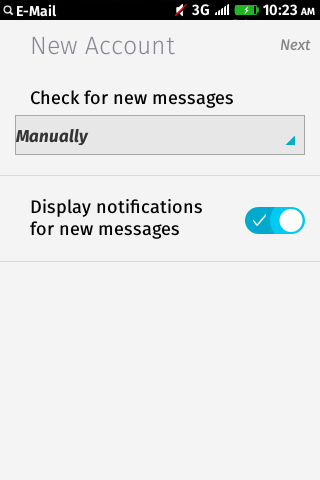 E-Mail 3G 10:23 AM
New Account Next
Check for new messages
Manually
Display notifications
for new messages